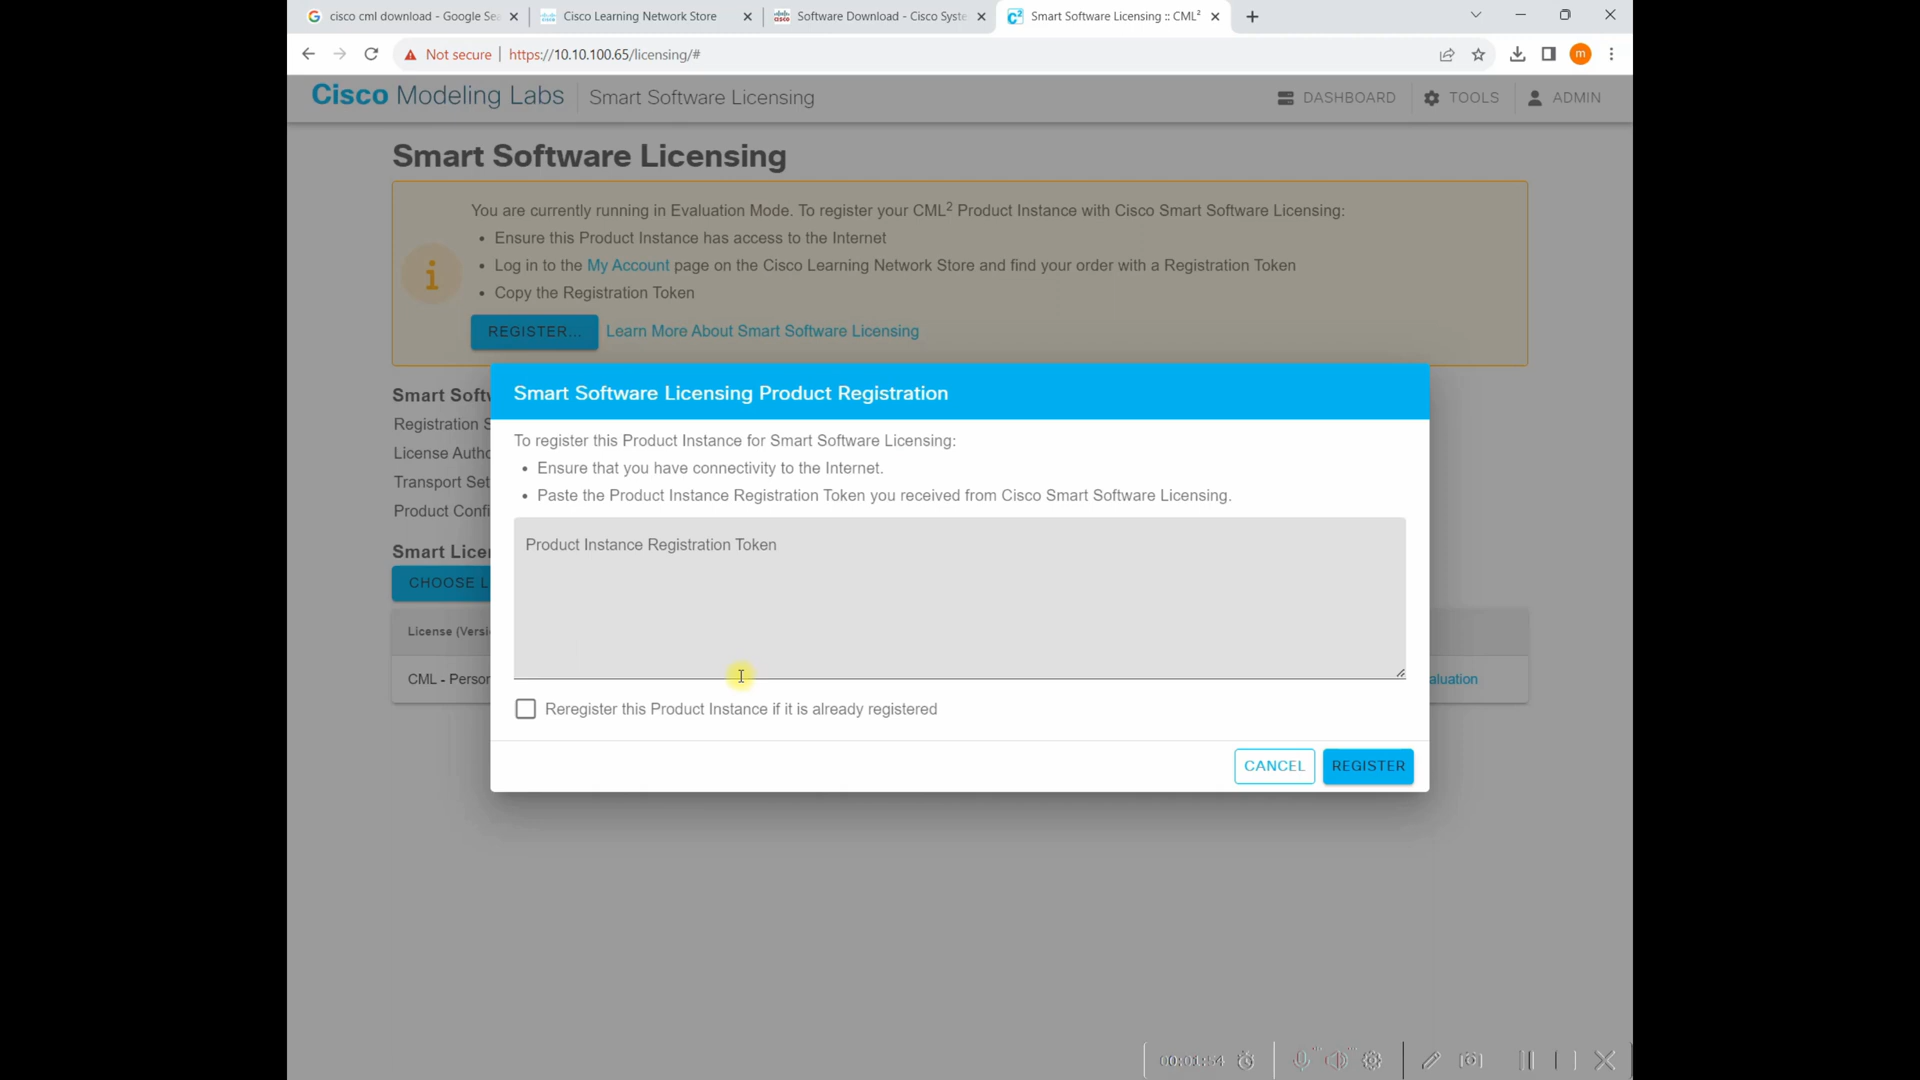 cisco cml download - Google Se
Cisco Learning Network Store
Software Download - Cisco Syste
Smart Software Licensing :: CML²
Not secure | https://10.10.100.65/licensing/#
m
Cisco Modeling Labs
Smart Software Licensing
DASHBOARD
TOOLS
ADMIN
Smart Software Licensing
You are currently running in Evaluation Mode. To register your CML² Product Instance with Cisco Smart Software Licensing:
• Ensure this Product Instance has access to the Internet
• Log in to the My Account page on the Cisco Learning Network Store and find your order with a Registration Token
• Copy the Registration Token
REGISTER...
Learn More About Smart Software Licensing
Smart Softw
Registration S
License Autho
Transport Set
Product Confi
Smart Licen
CHOOSE L
License (Versi
CML - Person
aluation
Smart Software Licensing Product Registration
To register this Product Instance for Smart Software Licensing:
• Ensure that you have connectivity to the Internet.
• Paste the Product Instance Registration Token you received from Cisco Smart Software Licensing.
Product Instance Registration Token
Reregister this Product Instance if it is already registered
CANCEL
REGISTER
00:01:54